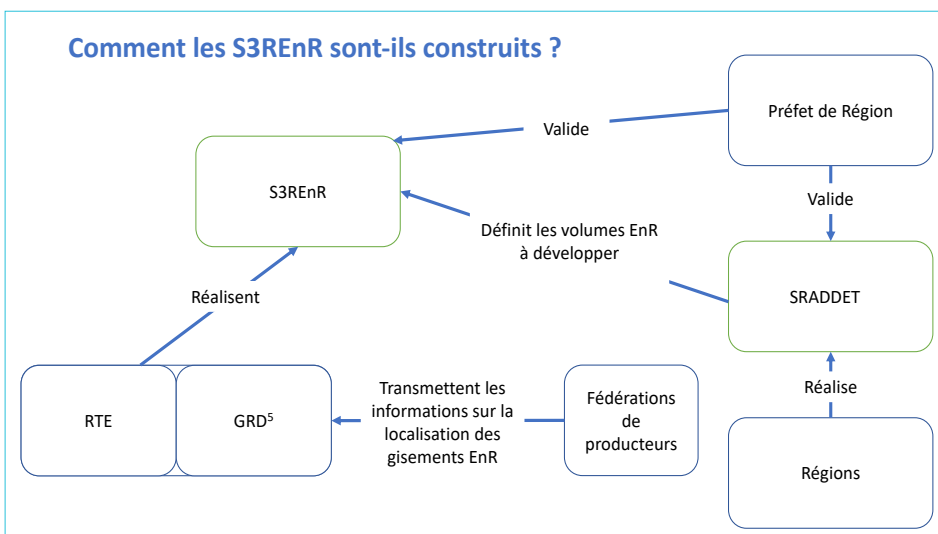 Comment les S3REnR sont-ils construits ?
Préfet de Région
Valide
S3REnR
Valide
Définit les volumes EnR
à développer
SRADDET
Réalisent
Réalise
Transmettent les
informations sur la
localisation des
gisements EnR
Fédérations
de
producteurs
RTE
GRD⁵
Régions